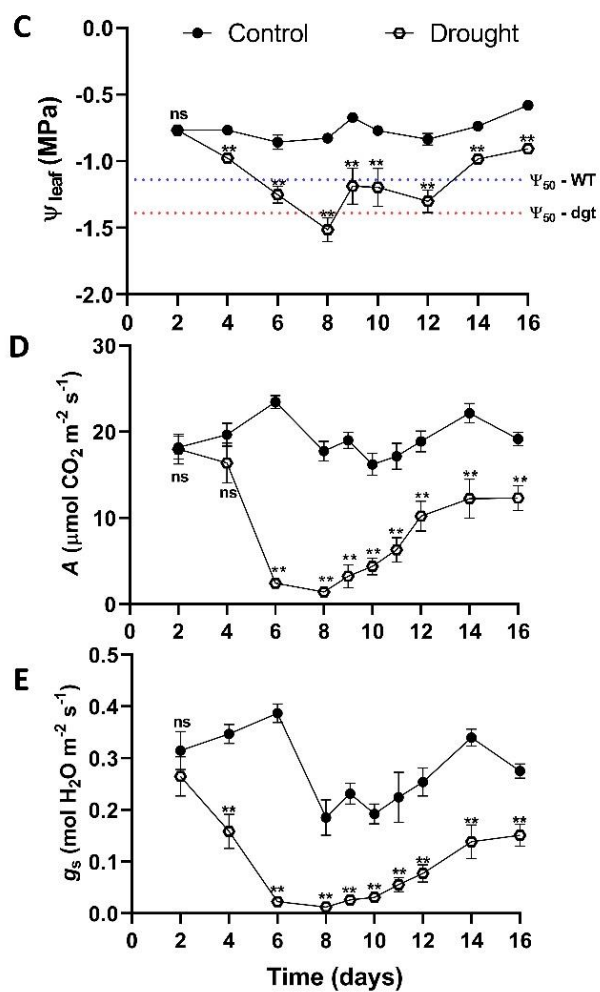 C
Control
Drought
0.0
-0.5
-1.0
-1.5
-2.0
Ψleaf (MPa)
ns
**
**
**
**
**
**
**
**
Ψ50 - WT
Ψ50 - dgt
0 2 4 6 8 10 12 14 16
D
30
20
10
0
A (μmol CO2 m-2 s-1)
ns
ns
**
**
**
**
**
**
**
**
0 2 4 6 8 10 12 14 16
E
0.5
0.4
0.3
0.2
0.1
0.0
gs (mol H2O m-2 s-1)
ns
**
**
**
**
**
**
**
**
**
0 2 4 6 8 10 12 14 16
Time (days)